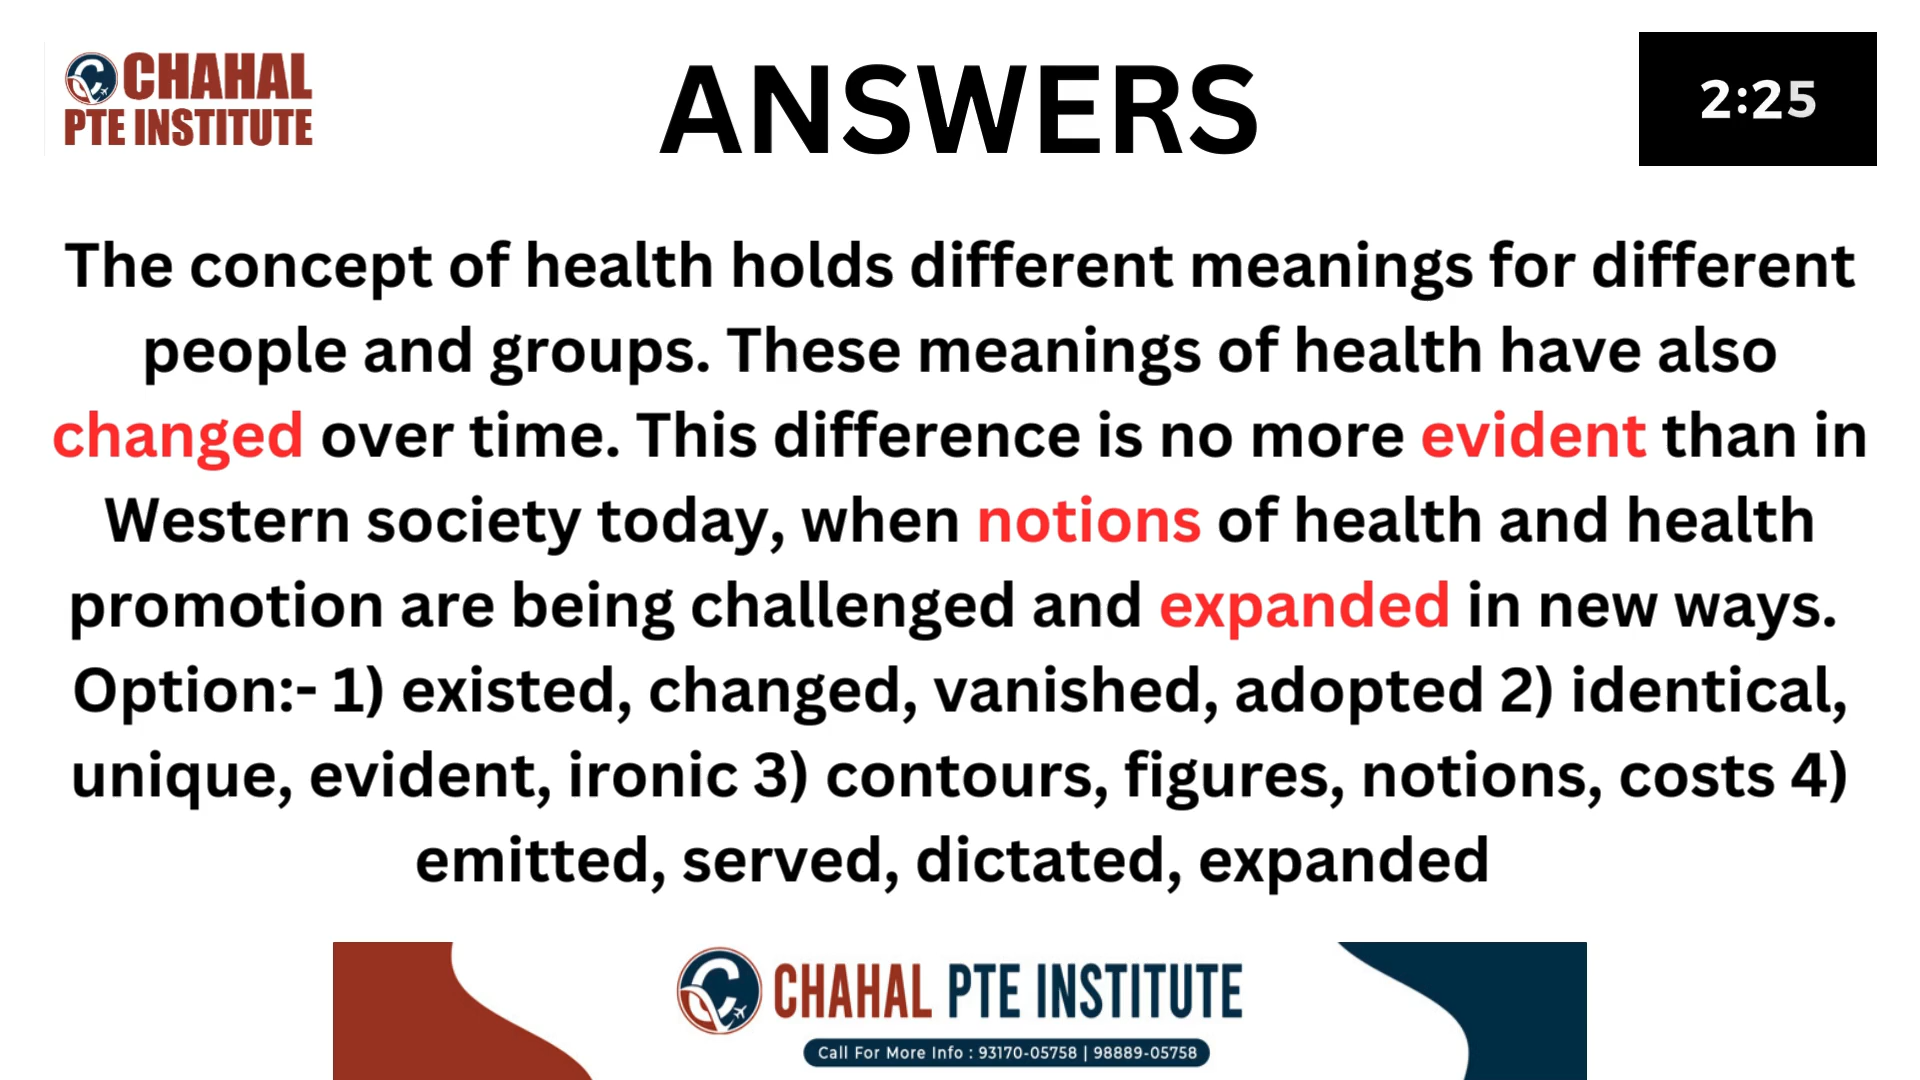 CHAHAL
PTE INSTITUTE
ANSWERS
2:25
The concept of health holds different meanings for different
people and groups. These meanings of health have also
changed over time. This difference is no more evident than in
Western society today, when notions of health and health
promotion are being challenged and expanded in new ways.
Option:- 1) existed, changed, vanished, adopted 2) identical,
unique, evident, ironic 3) contours, figures, notions, costs 4)
emitted, served, dictated, expanded
CHAHAL PTE INSTITUTE
Call For More Info : 93170-05758 | 98889-05758